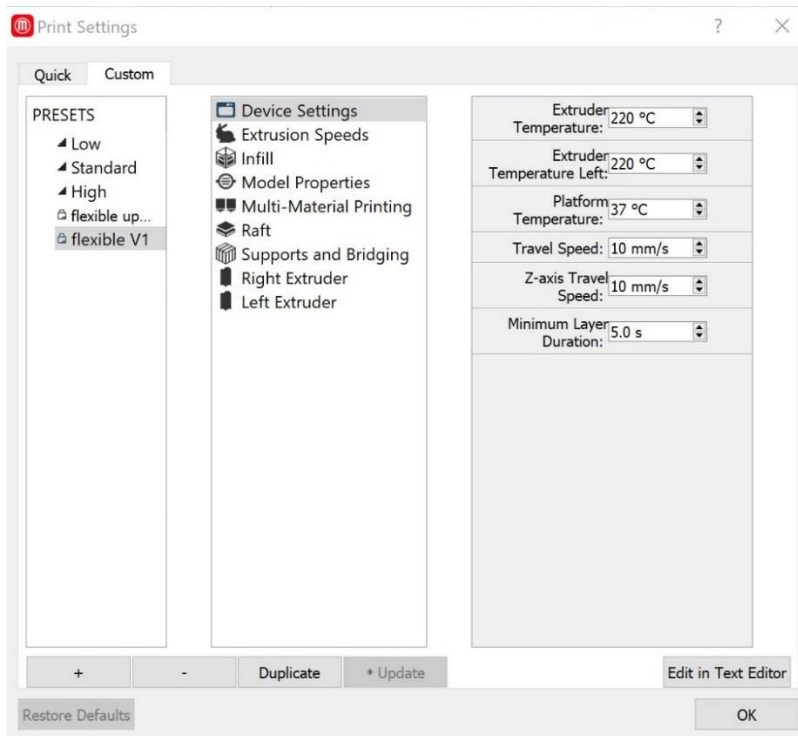 Print Settings
?
Quick
Custom
PRESETS
Low
Standard
High
flexible up...
flexible V1
Device Settings
Extrusion Speeds
Infill
Model Properties
Multi-Material Printing
Raft
Supports and Bridging
Right Extruder
Left Extruder
Extruder
Temperature:
220 °C
Extruder
Temperature Left:
220 °C
Platform
Temperature:
37 °C
Travel Speed:
10 mm/s
Z-axis Travel
Speed:
10 mm/s
Minimum Layer
Duration:
5.0 s
+
-
Duplicate
* Update
Edit in Text Editor
Restore Defaults
OK